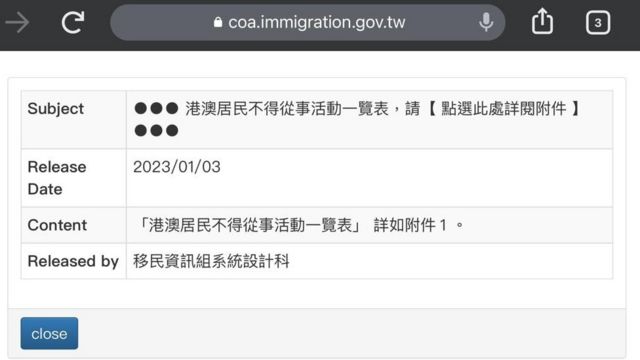 coa.immigration.gov.tw
3
Subject
●●● 港澳居民不得從事活動一覽表，請【 點選此處詳閱附件 】
●●●
Release
Date
2023/01/03
Content
「港澳居民不得從事活動一覽表」 詳如附件 1 。
Released by
移民資訊組系統設計科
close